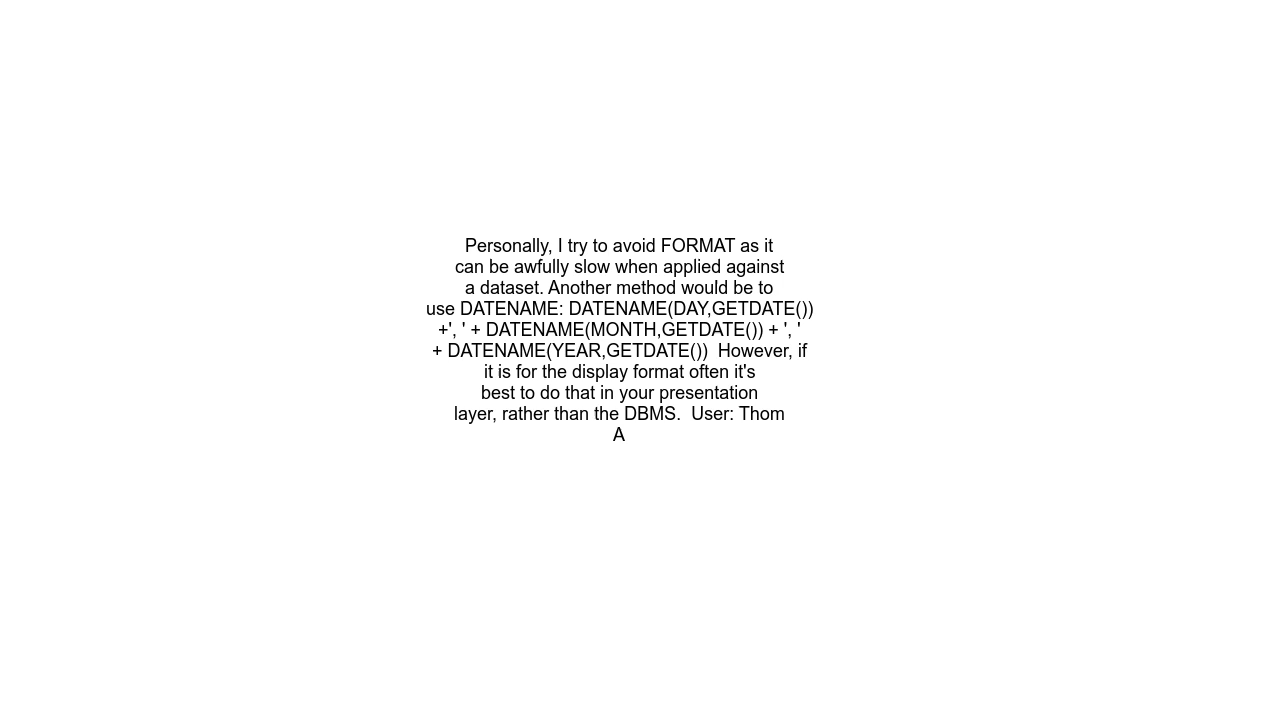 Personally, I try to avoid FORMAT as it
can be awfully slow when applied against
a dataset. Another method would be to
use DATENAME: DATENAME(DAY,GETDATE())
+', ' + DATENAME(MONTH,GETDATE()) + ', '
+ DATENAME(YEAR,GETDATE())  However, if
it is for the display format often it's
best to do that in your presentation
layer, rather than the DBMS.  User: Thom
A